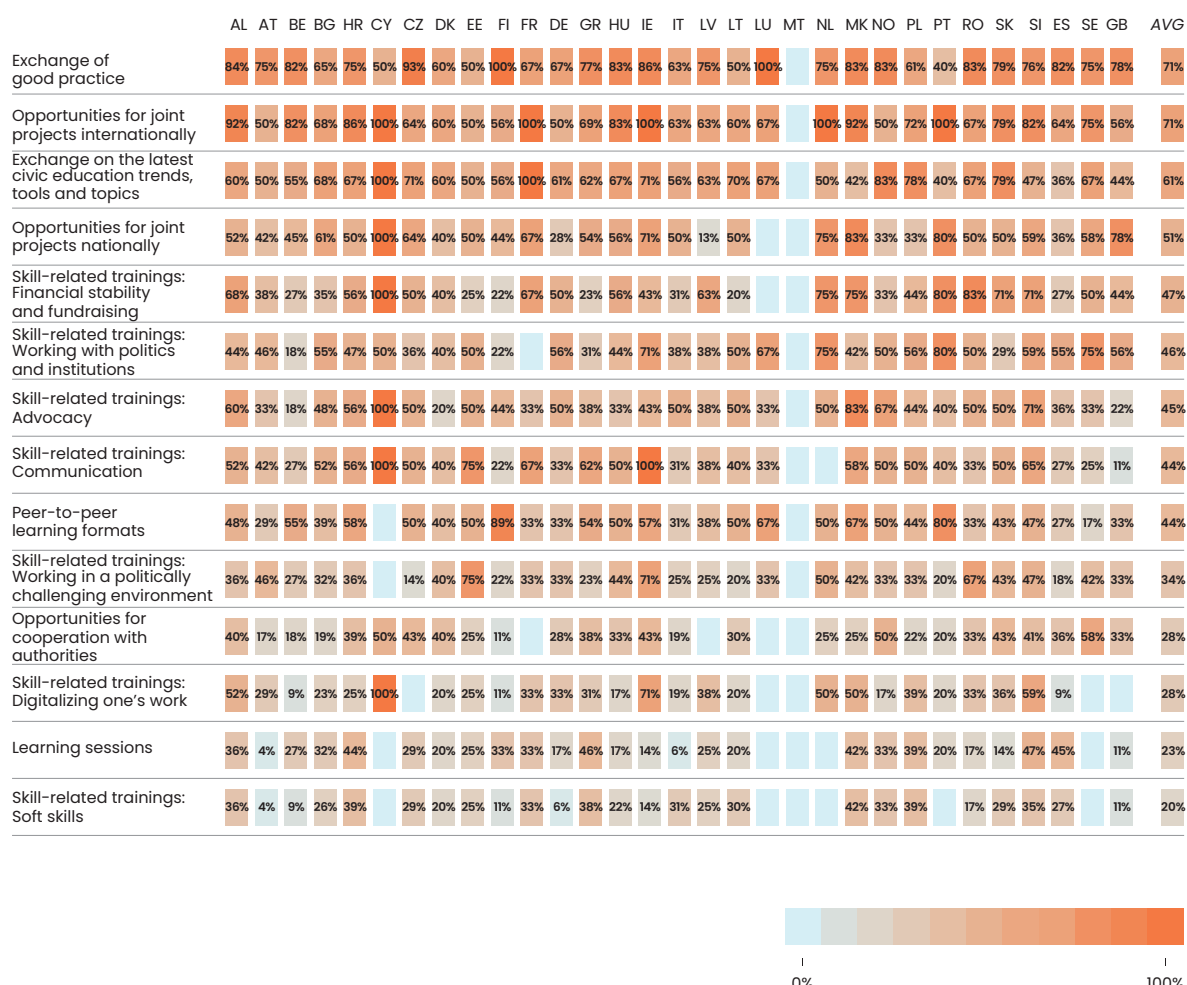 AL AT BE BG HR CY CZ DK EE FI FR DE GR HU IE IT LV LT LU MT NL MK NO PL PT RO SK SI ES SE GB AVG
Exchange of
good practice
84% 75% 82% 65% 75% 50% 93% 60% 50% 100% 67% 67% 77% 83% 86% 63% 75% 50% 100% 75% 83% 83% 61% 40% 83% 79% 76% 82% 75% 78% 71%
Opportunities for joint
projects internationally
92% 50% 82% 68% 86% 100% 64% 60% 50% 56% 100% 50% 69% 83% 100% 63% 63% 60% 67% 100% 92% 50% 72% 100% 67% 79% 82% 64% 75% 56% 71%
Exchange on the latest
civic education trends,
tools and topics
60% 50% 55% 68% 67% 100% 71% 60% 50% 56% 100% 61% 62% 67% 71% 56% 63% 70% 67% 50% 42% 83% 78% 40% 67% 79% 47% 36% 67% 44% 61%
Opportunities for joint
projects nationally
52% 42% 45% 61% 50% 100% 64% 40% 50% 44% 67% 28% 54% 56% 71% 50% 13% 50% 75% 83% 33% 33% 80% 50% 50% 59% 36% 58% 78% 51%
Skill-related trainings:
Financial stability
and fundraising
68% 38% 27% 35% 56% 100% 50% 40% 25% 22% 67% 50% 23% 56% 43% 31% 63% 20% 75% 75% 33% 44% 80% 83% 71% 71% 27% 50% 44% 47%
Skill-related trainings:
Working with politics
and institutions
44% 46% 18% 55% 47% 50% 36% 40% 50% 22% 56% 31% 44% 71% 38% 38% 50% 67% 75% 42% 50% 56% 80% 50% 29% 59% 55% 75% 56% 46%
Skill-related trainings:
Advocacy
60% 33% 18% 48% 56% 100% 50% 20% 50% 44% 33% 50% 38% 33% 43% 50% 38% 50% 33% 50% 83% 67% 44% 40% 50% 50% 71% 36% 33% 22% 45%
Skill-related trainings:
Communication
52% 42% 27% 52% 56% 100% 50% 40% 75% 22% 67% 33% 62% 50% 100% 31% 38% 40% 33% 58% 50% 50% 40% 33% 50% 65% 27% 25% 11% 44%
Peer-to-peer
learning formats
48% 29% 55% 39% 58% 50% 40% 50% 89% 33% 33% 54% 50% 57% 31% 38% 50% 67% 50% 67% 50% 44% 80% 33% 43% 47% 27% 17% 33% 44%
Skill-related trainings:
Working in a politically
challenging environment
36% 46% 27% 32% 36% 14% 40% 75% 22% 33% 33% 23% 44% 71% 25% 25% 20% 33% 50% 42% 33% 33% 20% 67% 43% 47% 18% 42% 33% 34%
Opportunities for
cooperation with
authorities
40% 17% 18% 19% 39% 50% 43% 40% 25% 11% 28% 38% 33% 43% 19% 30% 25% 25% 50% 22% 20% 33% 43% 41% 36% 58% 33% 28%
Skill-related trainings:
Digitalizing one's work
52% 29% 9% 23% 25% 100% 20% 25% 11% 33% 33% 31% 17% 71% 19% 38% 20% 50% 50% 17% 39% 20% 33% 36% 59% 9% 28%
Learning sessions
36% 4% 27% 32% 44% 29% 20% 25% 33% 33% 17% 46% 17% 14% 6% 25% 20% 42% 33% 39% 20% 17% 14% 47% 45% 11% 23%
Skill-related trainings:
Soft skills
36% 4% 9% 26% 39% 29% 20% 25% 11% 33% 6% 38% 22% 14% 31% 25% 30% 42% 33% 39% 17% 29% 35% 27% 11% 20%
0% 100%